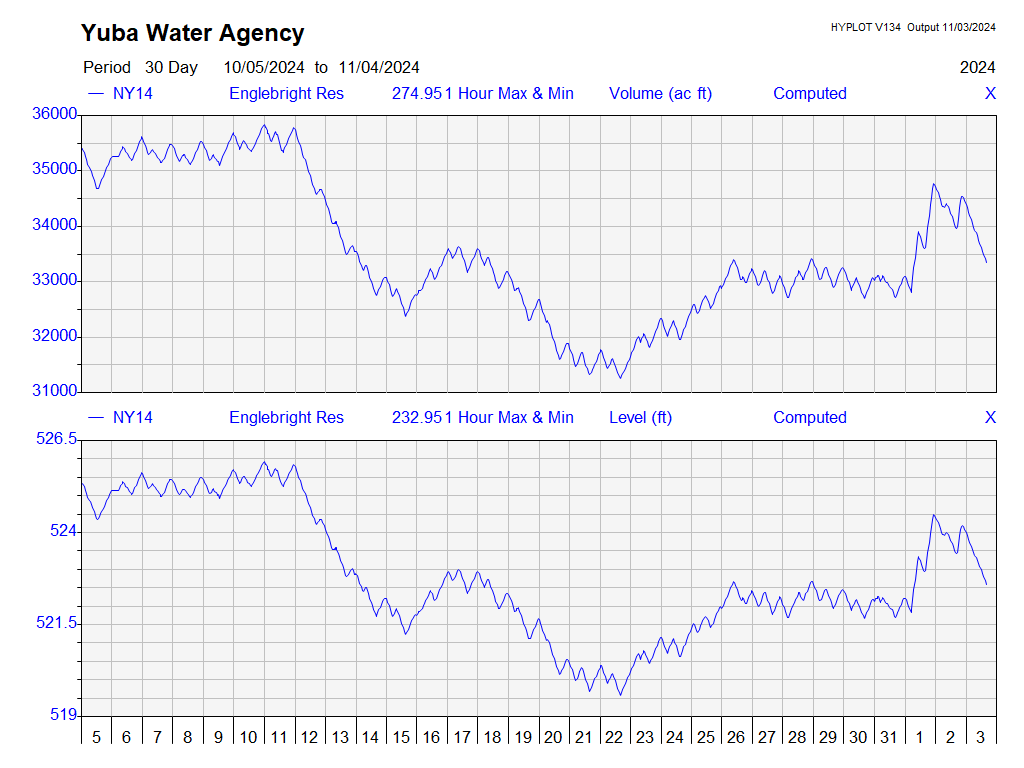 Yuba Water Agency
HYPLOT V134 Output 11/03/2024
Period 30 Day 10/05/2024 to 11/04/2024 2024
— NY14 Englebright Res 274.951 Hour Max & Min Volume (ac ft) Computed X
36000
35000
34000
33000
32000
31000
— NY14 Englebright Res 232.951 Hour Max & Min Level (ft) Computed X
526.5
524
521.5
519
5 6 7 8 9 10 11 12 13 14 15 16 17 18 19 20 21 22 23 24 25 26 27 28 29 30 31 1 2 3